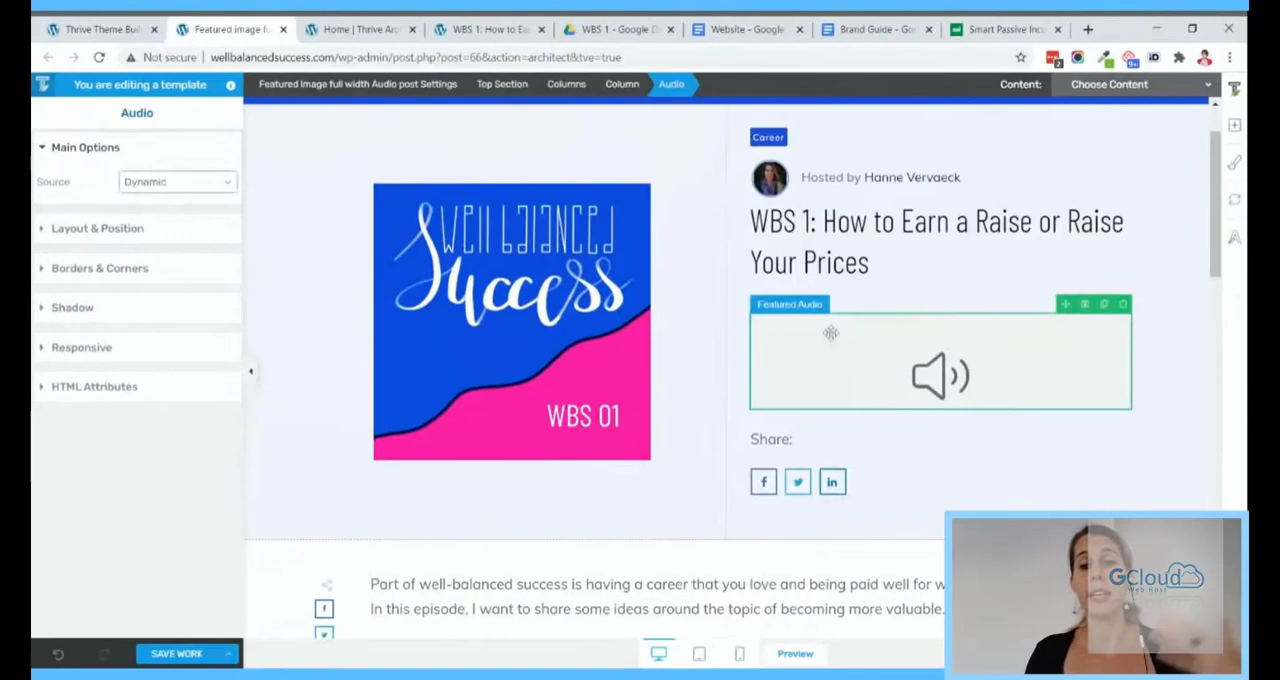 Thrive Theme Buil
Featured image fu
Home | Thrive Arc
WBS 1: How to Ea
WBS 1 - Google D
Website - Google
Brand Guide - Goo
Smart Passive Inc
Not secure
wellbalancedsuccess.com/wp-admin/post.php?post=66&action=architect&tve=true
2
9+
iD
You are editing a template
Featured image full width Audio post Settings
Top Section
Columns
Column
Audio
Content:
Choose Content
Audio
Main Options
Source
Dynamic
Layout & Position
Borders & Corners
Shadow
Responsive
HTML Attributes
Well balanced
Success
WBS 01
Career
Hosted by Hanne Vervaeck
WBS 1: How to Earn a Raise or Raise
Your Prices
Featured Audio
Share:
Part of well-balanced success is having a career that you love and being paid well for w
In this episode, I want to share some ideas around the topic of becoming more valuable.
SAVE WORK
Preview
GCloud
Web Host